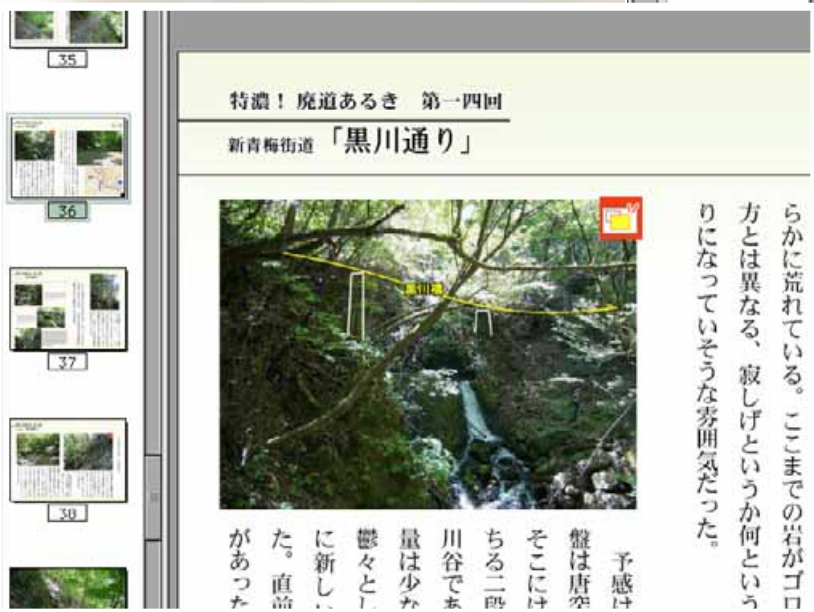 35
36
37
38
特濃！廃道あるき　第一四回
新青梅街道「黒川通り」
黒川橋
らかに荒れている。ここまでの岩がゴロ
方とは異なる、寂しげというか何という
りになっていそうな雰囲気だった。
予感は
盤は唐突
そこには
ちる二段
川谷であ
量は少な
鬱々とし
に新しい
た。直前
があった